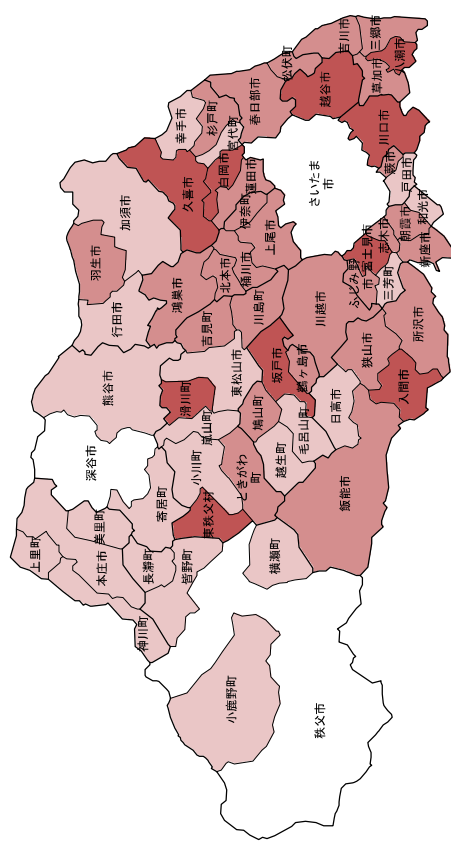 上里町
神川町
本庄市
美里町
深谷市
寄居町
長瀞町
皆野町
小鹿野町
秩父市
横瀬町
東秩父村
小川町
ときがわ
町
嵐山町
滑川町
熊谷市
行田市
羽生市
加須市
久喜市
幸手市
杉戸町
宮代町
白岡市
蓮田市
伊奈町
上尾市
桶川市
北本市
鴻巣市
吉見町
川島町
東松山市
坂戸市
鶴ヶ島市
鳩山町
毛呂山町
越生町
日高市
飯能市
入間市
狭山市
所沢市
川越市
ふじみ野
市
三芳町
富士見市
志木市
新座市
朝霞市
和光市
戸田市
蕨市
川口市
さいたま
市
春日部市
松伏町
越谷市
吉川市
三郷市
八潮市
草加市